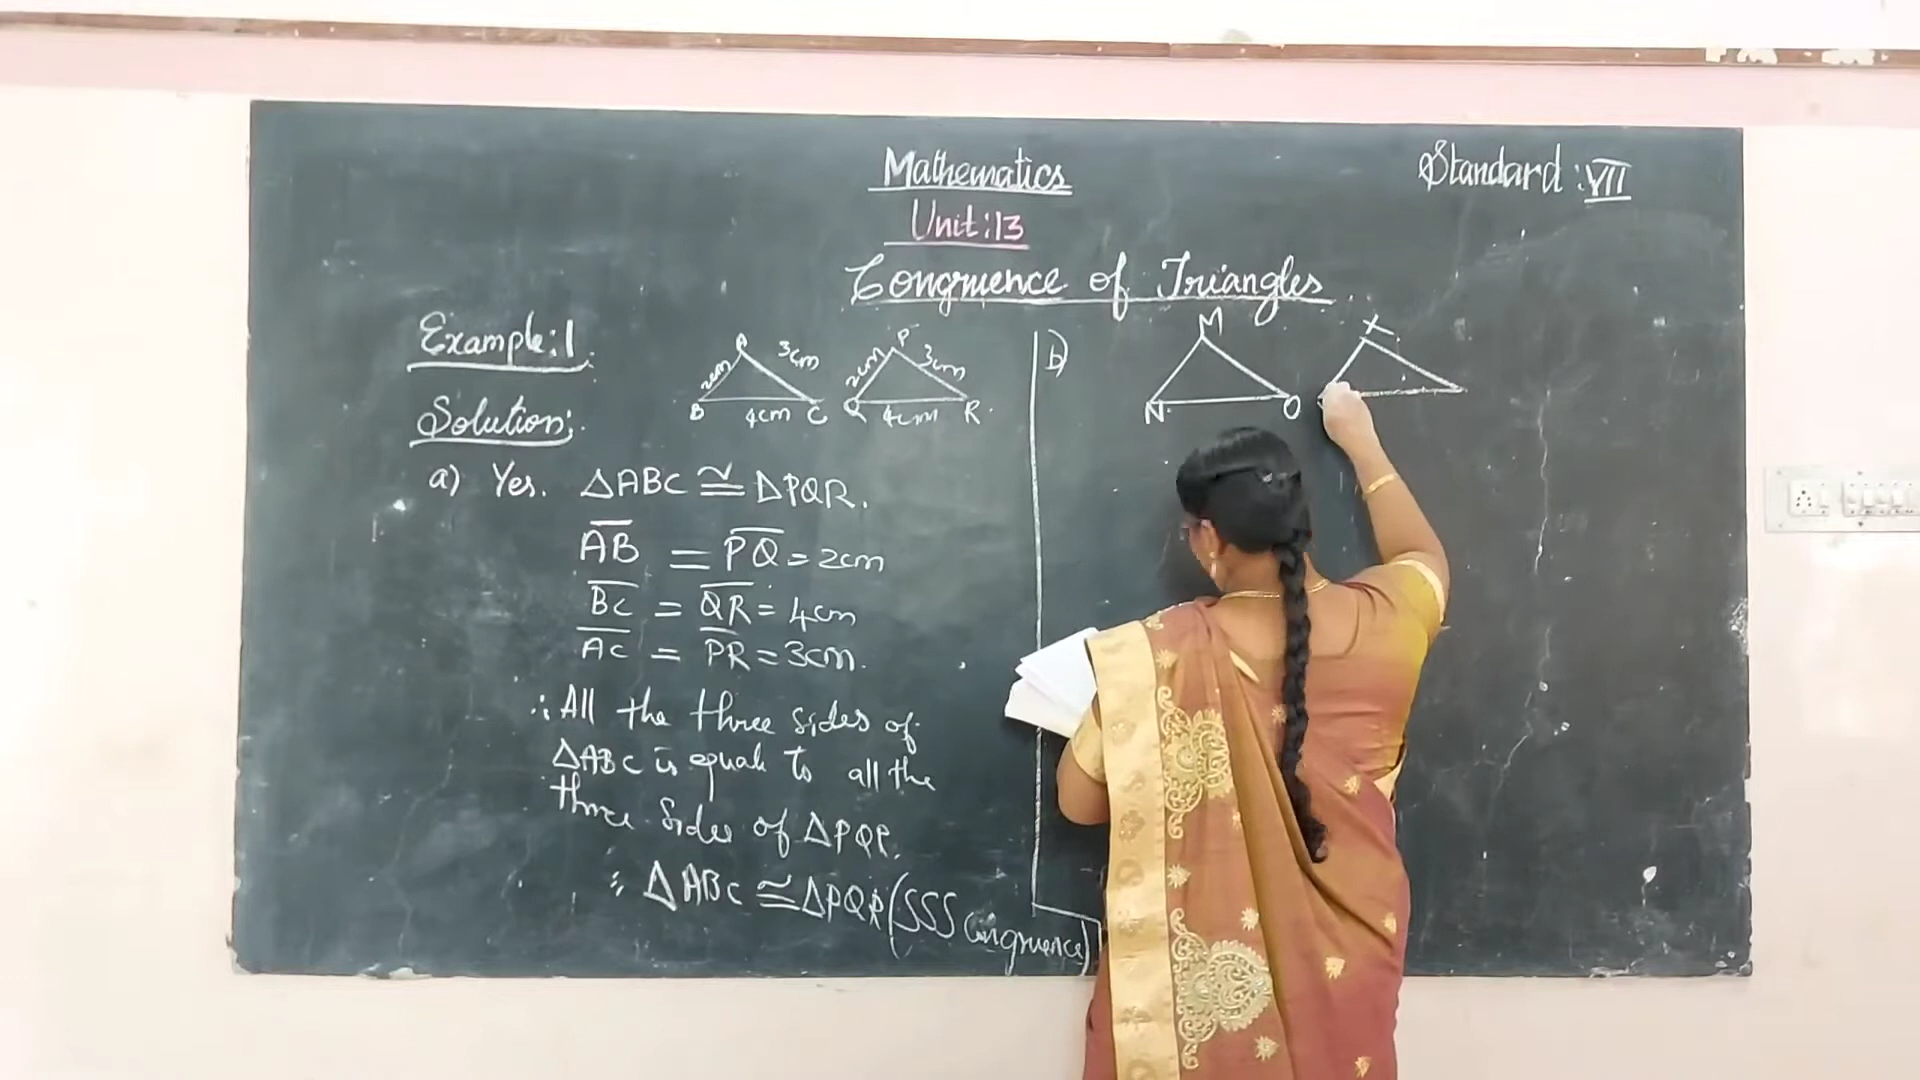 Mathematics
Standard : VII
Unit : 13
Congruence of Triangles
Example : 1
A
2cm
3cm
B
4cm
C
P
2cm
3cm
Q
4cm
R
Solution :
a) Yes. △ABC ≅ △PQR.
AB = PQ = 2cm
BC = QR = 4cm
AC = PR = 3cm.
∴ All the three sides of
△ABC is equal to all the
three sides of △PQR.
∴ △ABC ≅ △PQR (SSS Congruence)
b)
M
N
O
X